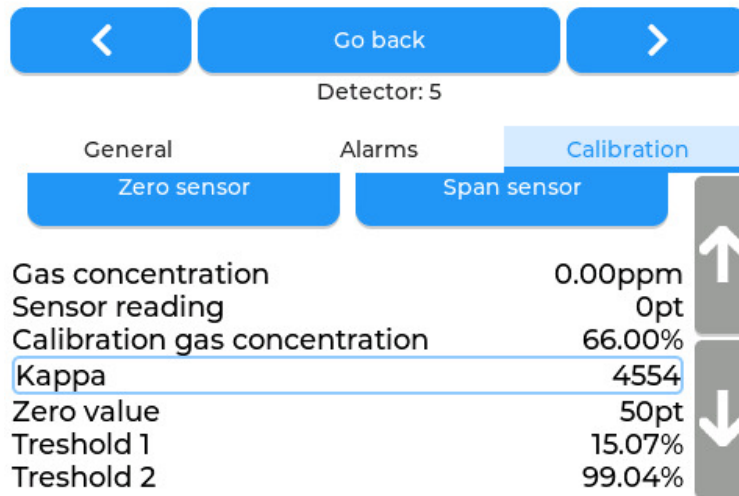 Go back
Detector: 5
General Alarms Calibration
Zero sensor Span sensor
Gas concentration 0.00ppm
Sensor reading 0pt
Calibration gas concentration 66.00%
Kappa 4554
Zero value 50pt
Treshold 1 15.07%
Treshold 2 99.04%